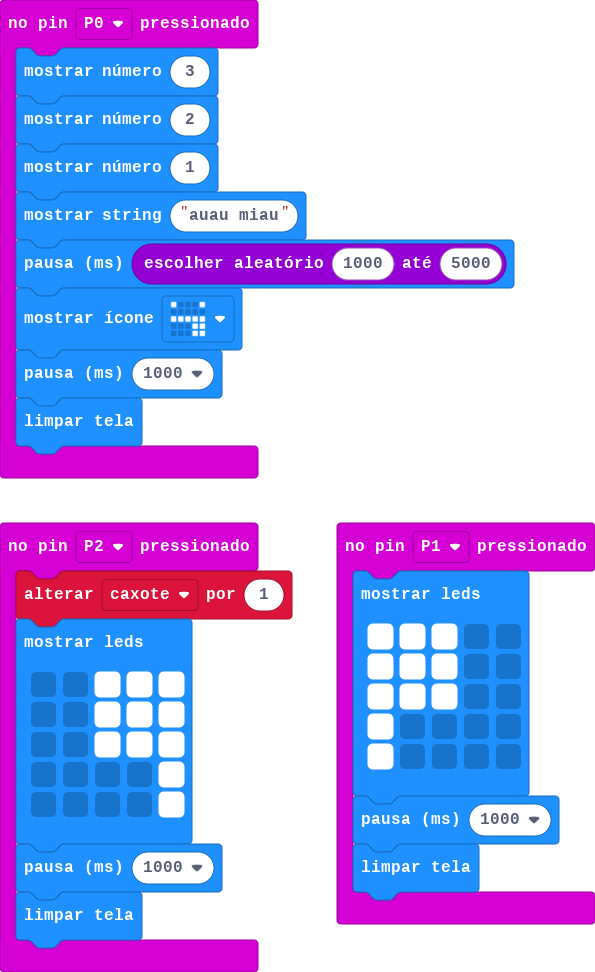 no pin P0 pressionado
mostrar número 3
mostrar número 2
mostrar número 1
mostrar string "auau miau"
pausa (ms) escolher aleatório 1000 até 5000
mostrar ícone
pausa (ms) 1000
limpar tela
no pin P2 pressionado
alterar caxote por 1
mostrar leds
pausa (ms) 1000
limpar tela
no pin P1 pressionado
mostrar leds
pausa (ms) 1000
limpar tela